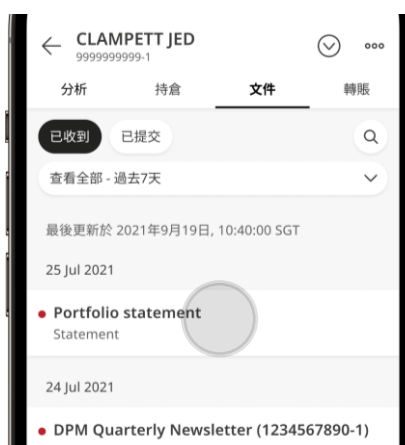 CLAMPETT JED
9999999999-1
分析 持倉 文件 轉賬
已收到 已提交
查看全部 - 過去7天
最後更新於 2021年9月19日, 10:40:00 SGT
25 Jul 2021
Portfolio statement
Statement
24 Jul 2021
DPM Quarterly Newsletter (1234567890-1)